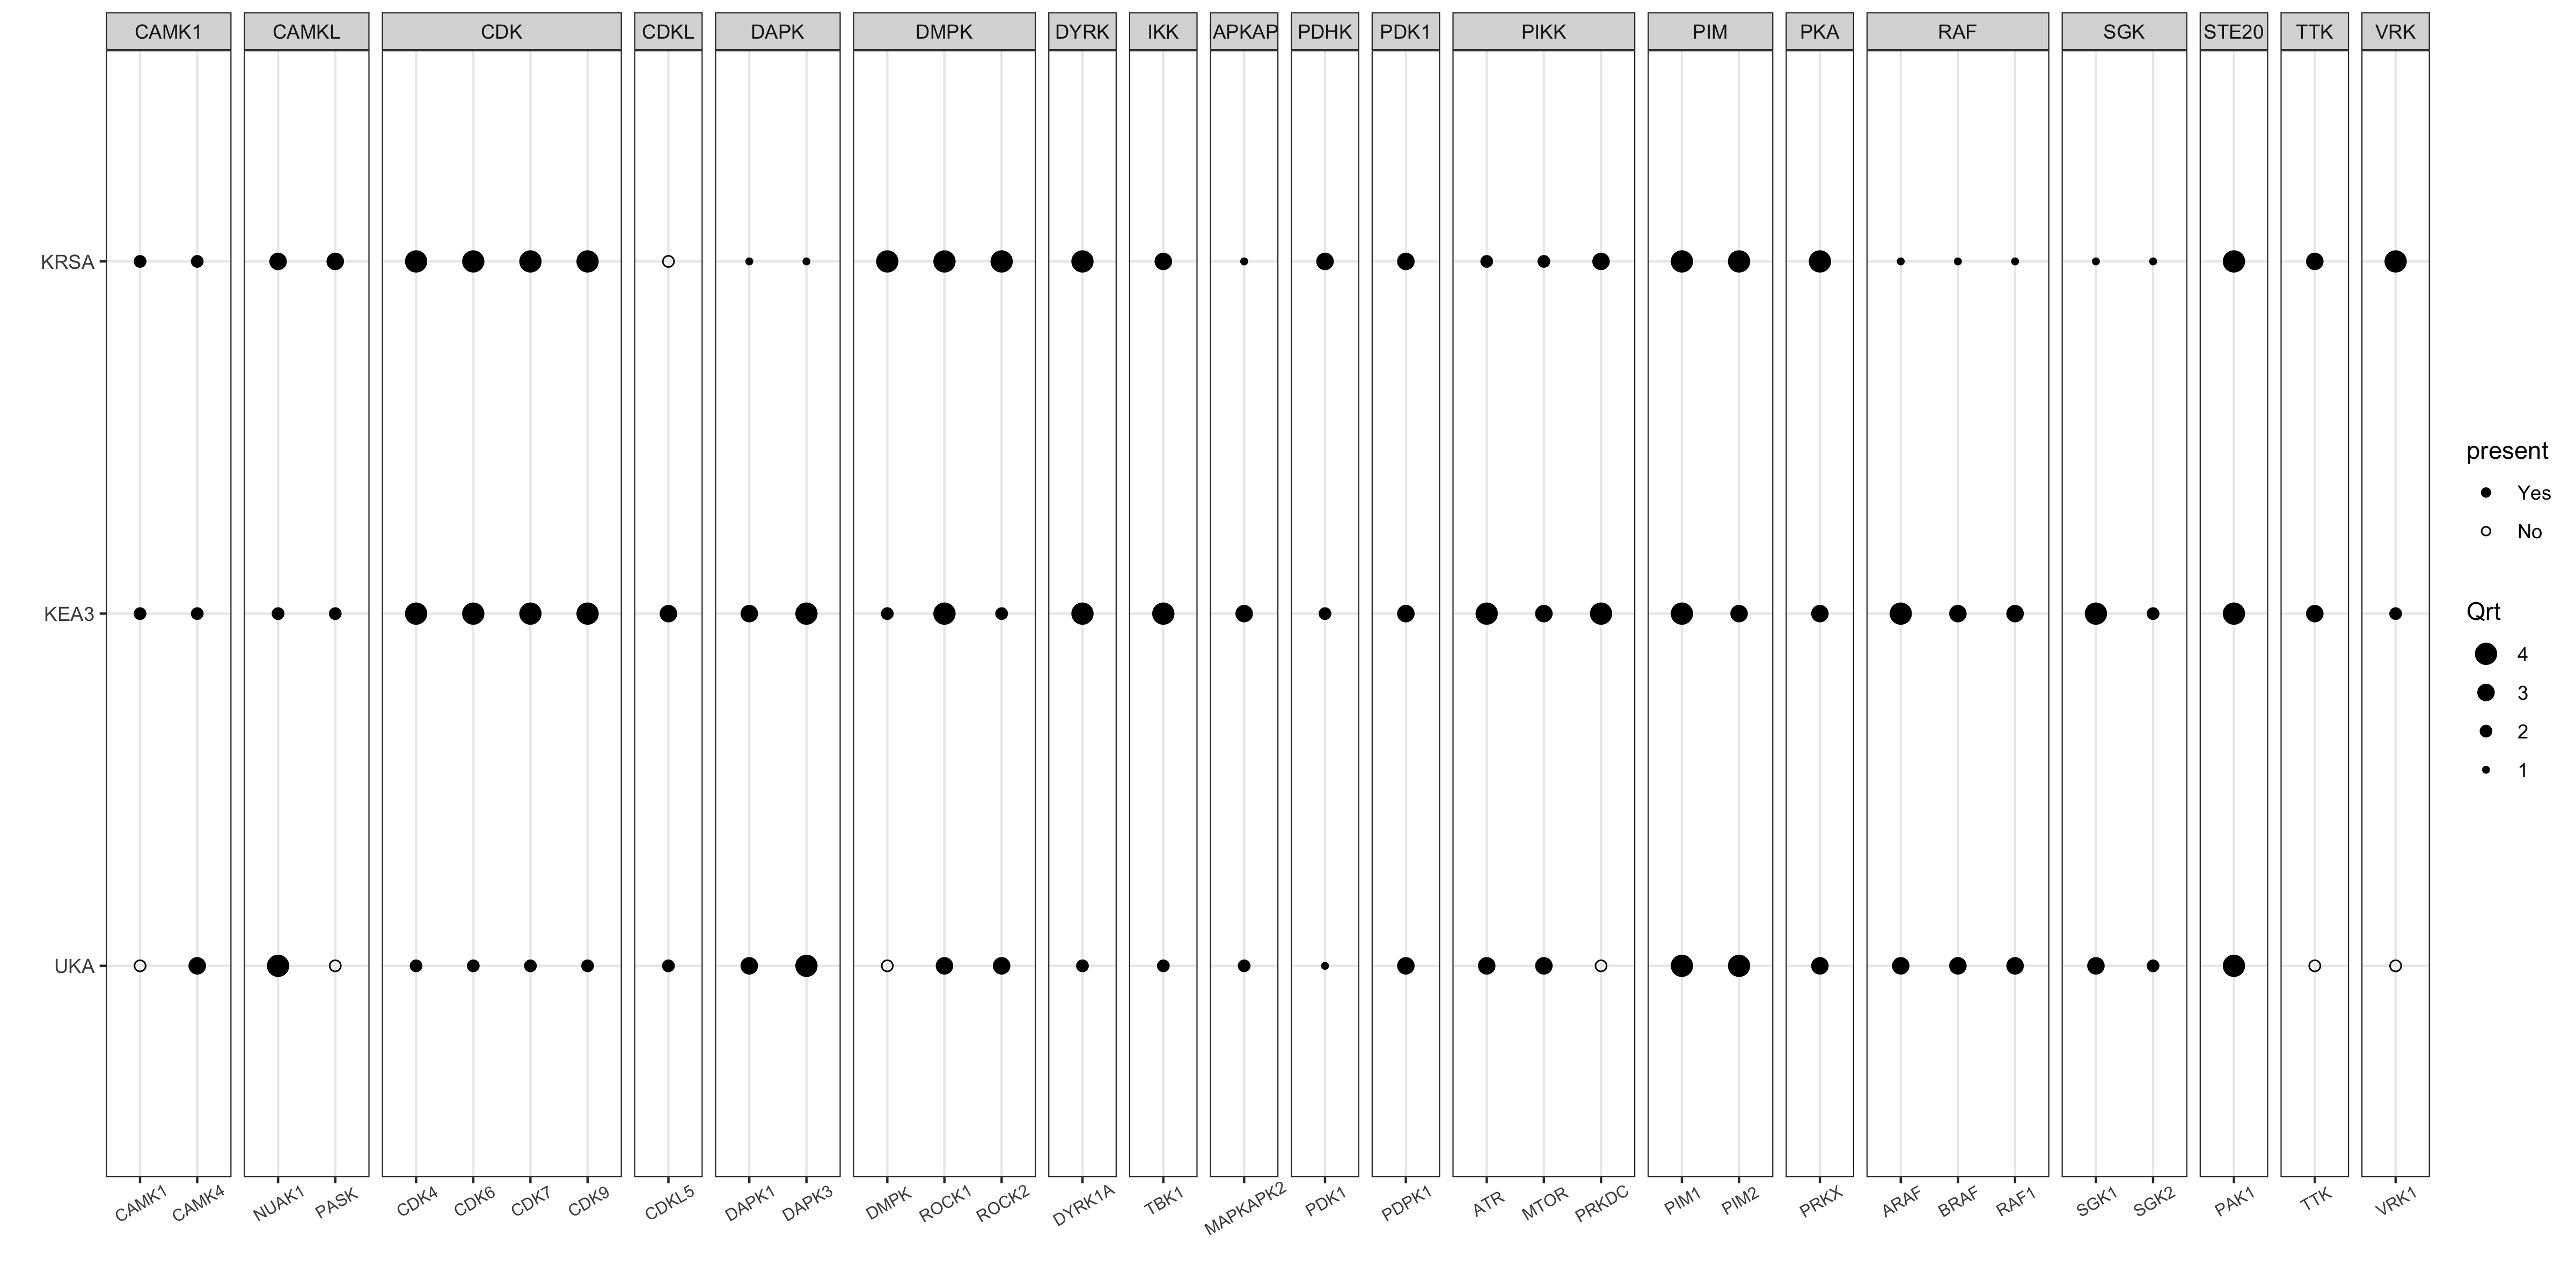 CAMK1 CAMKL CDK CDKL DAPK DMPK DYRK IKK APKAP PDHK PDK1 PIKK PIM PKA RAF SGK STE20 TTK VRK
KRSA
KEA3
UKA
CAMK1 CAMK4 NUAK1 PASK CDK4 CDK6 CDK7 CDK9 CDKL5 DAPK1 DAPK3 DMPK ROCK1 ROCK2 DYRK1A TBK1 MAPKAPK2 PDK1 PDPK1 ATR MTOR PRKDC PIM1 PIM2 PRKX ARAF BRAF RAF1 SGK1 SGK2 PAK1 TTK VRK1
present
Yes
No
Qrt
4
3
2
1